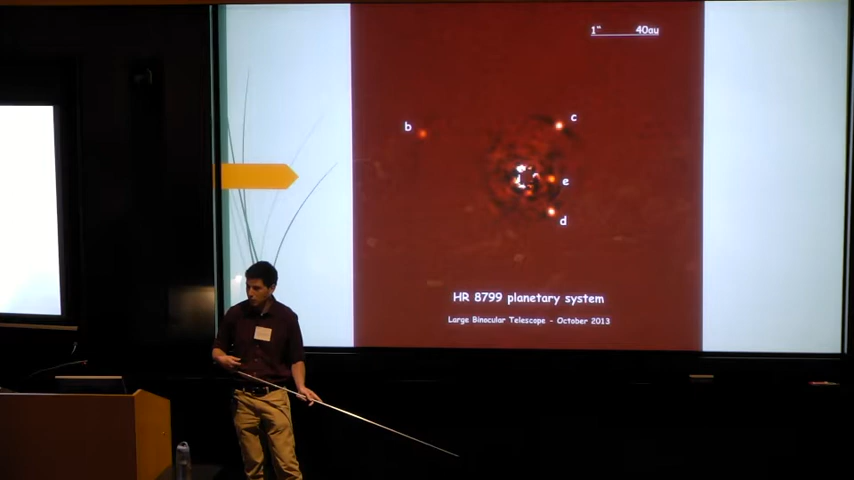 1" 40au
b
c
e
d
HR 8799 planetary system
Large Binocular Telescope - October 2013